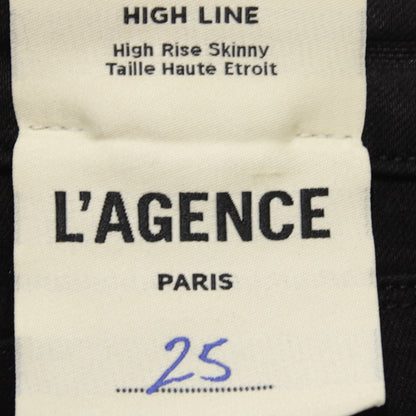 HIGH LINE
High Rise Skinny
Taille Haute Etroit
L'AGENCE
PARIS
25